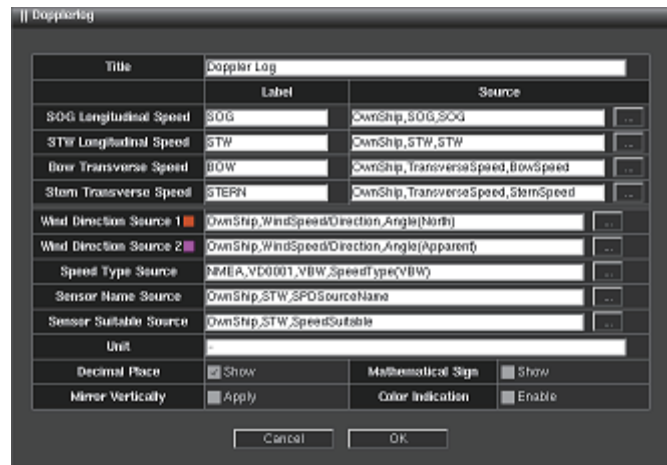 || Dopplerlog
Title Doppler Log
Label Source
SOG Longitudinal Speed SOG OwnShip,SOG,SOG ...
STW Longitudinal Speed STW OwnShip,STW,STW ...
Bow Transverse Speed BOW OwnShip,TransverseSpeed,BowSpeed ...
Stern Transverse Speed STERN OwnShip,TransverseSpeed,SternSpeed ...
Wind Direction Source 1 OwnShip,WindSpeed/Direction,Angle(North) ...
Wind Direction Source 2 OwnShip,WindSpeed/Direction,Angle(Apparent) ...
Speed Type Source NMEA,VD0001,VBW,SpeedType(VBW) ...
Sensor Name Source OwnShip,STW,SPDSourceName ...
Sensor Suitable Source OwnShip,STW,SpeedSuitable ...
Unit -
Decimal Place Show Mathematical Sign Show
Mirror Vertically Apply Color Indication Enable
Cancel OK